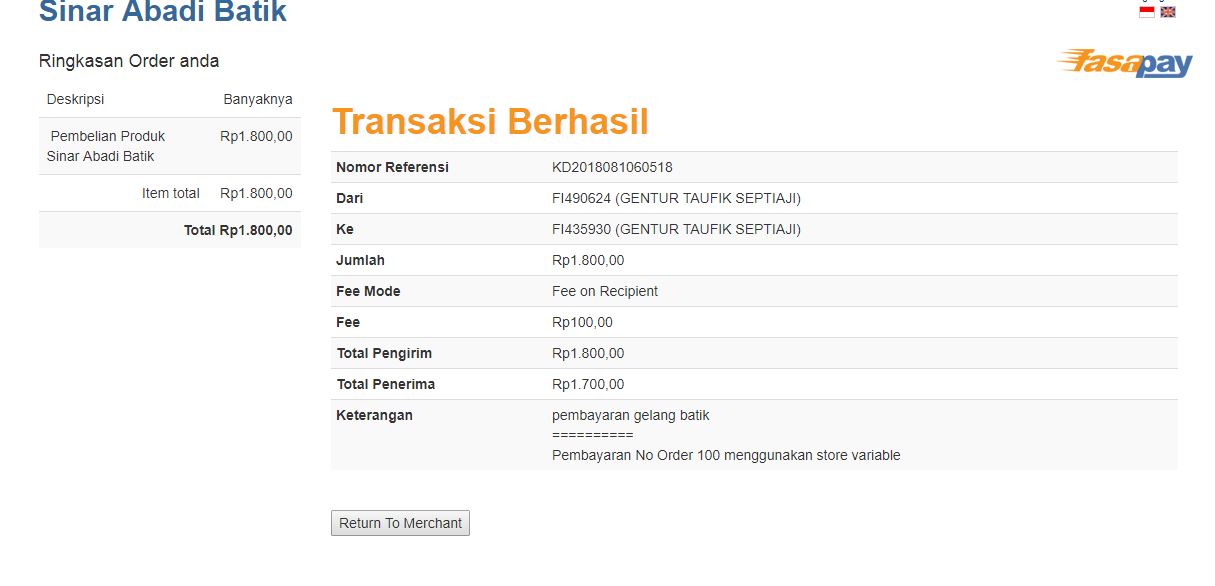 Sinar Abadi Batik
Ringkasan Order anda
fasapay
Deskripsi Banyaknya
Pembelian Produk Rp1.800,00
Sinar Abadi Batik
Item total Rp1.800,00
Total Rp1.800,00
Transaksi Berhasil
Nomor Referensi KD2018081060518
Dari FI490624 (GENTUR TAUFIK SEPTIAJI)
Ke FI435930 (GENTUR TAUFIK SEPTIAJI)
Jumlah Rp1.800,00
Fee Mode Fee on Recipient
Fee Rp100,00
Total Pengirim Rp1.800,00
Total Penerima Rp1.700,00
Keterangan pembayaran gelang batik
==========
Pembayaran No Order 100 menggunakan store variable
Return To Merchant